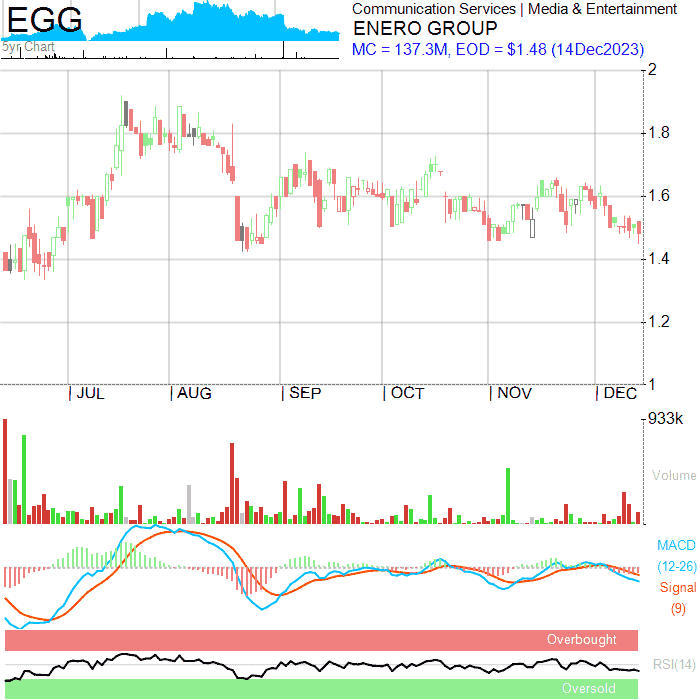 EGG
5yr Chart
Communication Services | Media & Entertainment
ENERO GROUP
MC = 137.3M, EOD = $1.48 (14Dec2023)
2
1.8
1.6
1.4
1.2
1
JUL
AUG
SEP
OCT
NOV
DEC
933k
Volume
MACD
(12-26)
Signal
(9)
Overbought
RSI(14)
Oversold